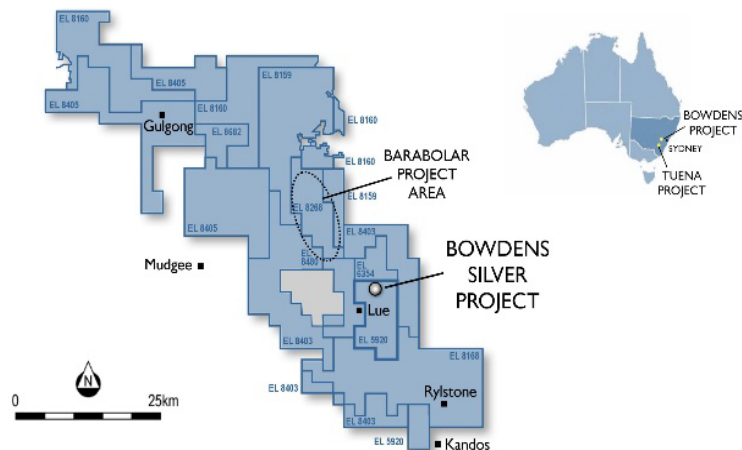 EL 8160
EL 8405
EL 8159
EL 8405
EL 8160
Gulgong
EL 8682
EL 8160
EL 8160
BARABOLAR
PROJECT
AREA
EL 8268
EL 8159
EL 8405
EL 8403
Mudgee
EL 8480
EL
6354
BOWDENS
SILVER
PROJECT
Lue
EL 8403
EL 5920
EL 8168
EL 8403
Rylstone
EL 8403
EL 5920
Kandos
N
0
25km
BOWDENS
PROJECT
SYDNEY
TUENA
PROJECT